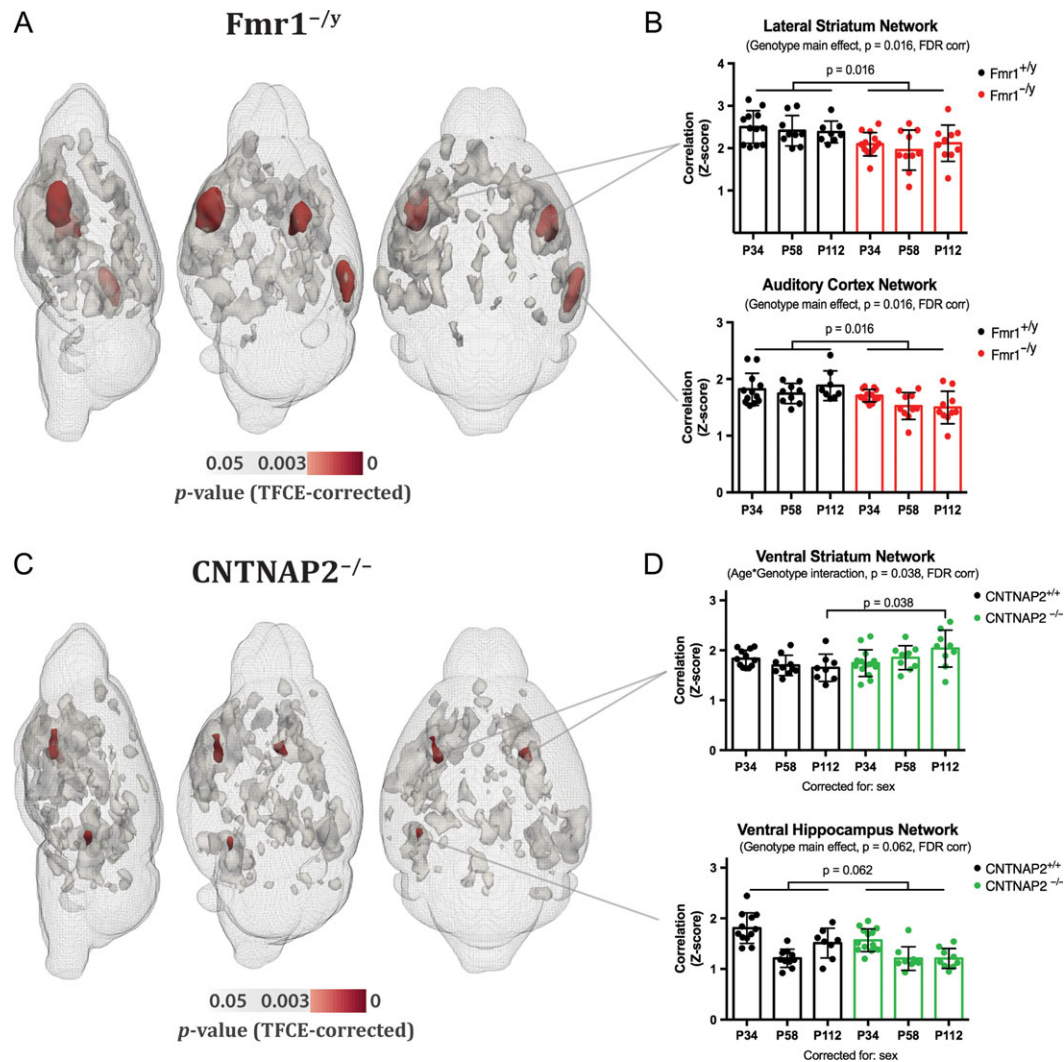 A
Fmr1⁻/ʸ
0.05 0.003 0
p-value (TFCE-corrected)
B
Lateral Striatum Network
(Genotype main effect, p = 0.016, FDR corr)
p = 0.016
Fmr1⁺/ʸ
Fmr1⁻/ʸ
Correlation
(Z-score)
4
3
2
1
P34 P58 P112 P34 P58 P112
Auditory Cortex Network
(Genotype main effect, p = 0.016, FDR corr)
p = 0.016
Fmr1⁺/ʸ
Fmr1⁻/ʸ
Correlation
(Z-score)
3
2
1
0
P34 P58 P112 P34 P58 P112
C
CNTNAP2⁻/⁻
0.05 0.003 0
p-value (TFCE-corrected)
D
Ventral Striatum Network
(Age*Genotype interaction, p = 0.038, FDR corr)
p = 0.038
CNTNAP2⁺/⁺
CNTNAP2 ⁻/⁻
Correlation
(Z-score)
3
2
1
0
P34 P58 P112 P34 P58 P112
Corrected for: sex
Ventral Hippocampus Network
(Genotype main effect, p = 0.062, FDR corr)
p = 0.062
CNTNAP2⁺/⁺
CNTNAP2 ⁻/⁻
Correlation
(Z-score)
3
2
1
0
P34 P58 P112 P34 P58 P112
Corrected for: sex